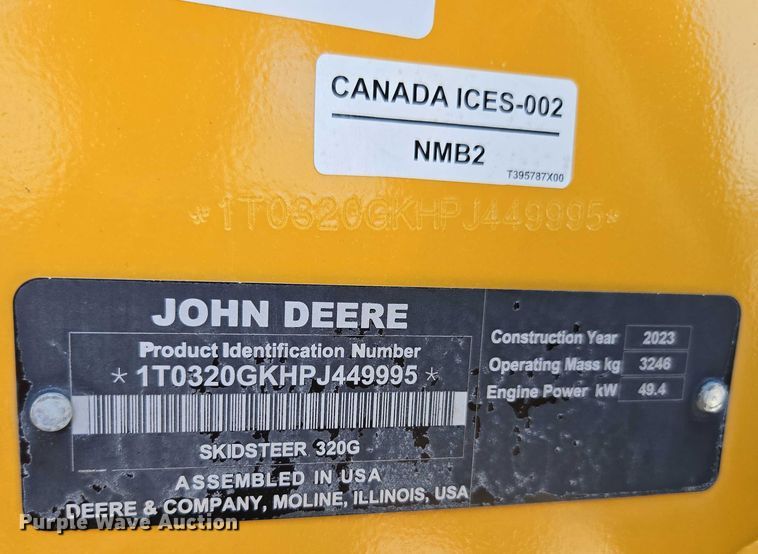 CANADA ICES-002
NMB2
T395787X00
*1T0320GKHPJ449995*
JOHN DEERE
Product Identification Number
*1T0320GKHPJ449995*
SKIDSTEER 320G
ASSEMBLED IN USA
DEERE & COMPANY, MOLINE, ILLINOIS, USA
Construction Year 2023
Operating Mass kg 3246
Engine Power kW 49.4
Purple Wave Auction